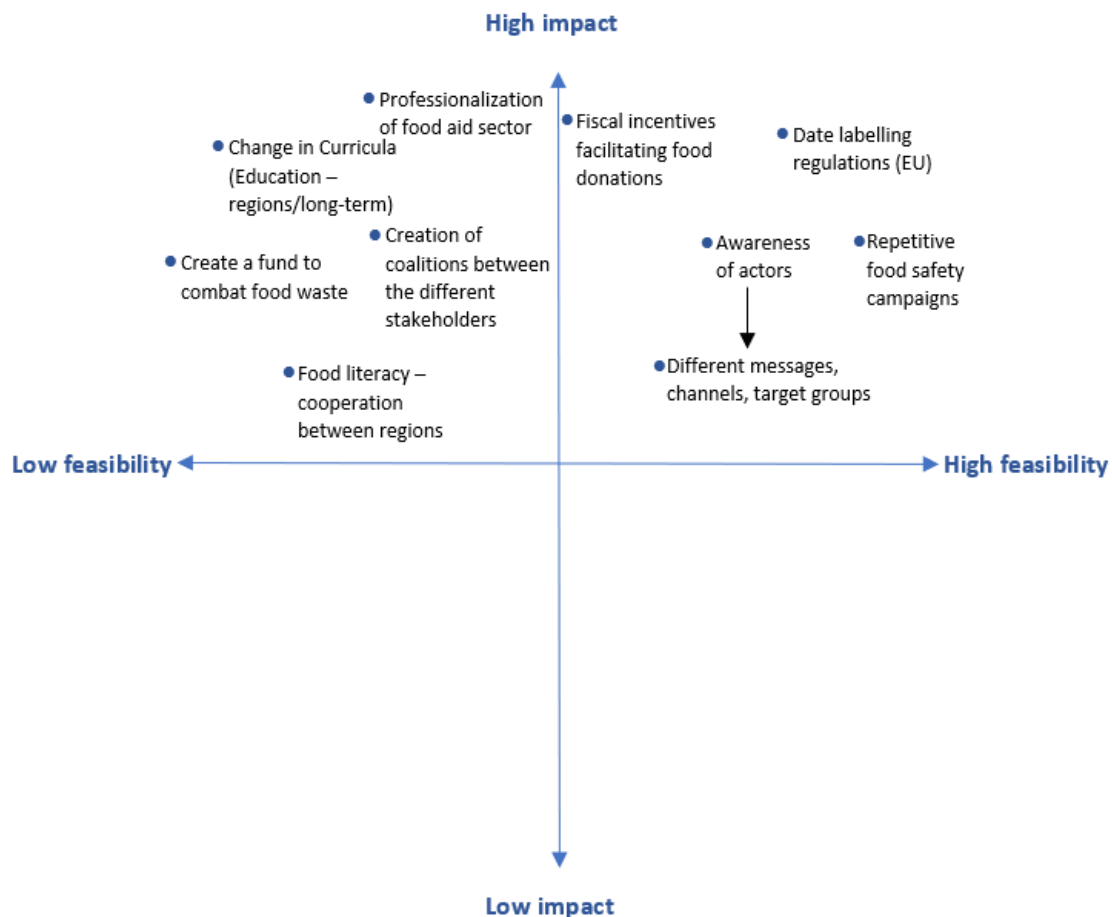 High impact
Professionalization
of food aid sector
Fiscal incentives
facilitating food
donations
Date labelling
regulations (EU)
Change in Curricula
(Education –
regions/long-term)
Creation of
coalitions between
the different
stakeholders
Awareness
of actors
Repetitive
food safety
campaigns
Create a fund to
combat food waste
Food literacy –
cooperation
between regions
Different messages,
channels, target groups
Low feasibility
High feasibility
Low impact